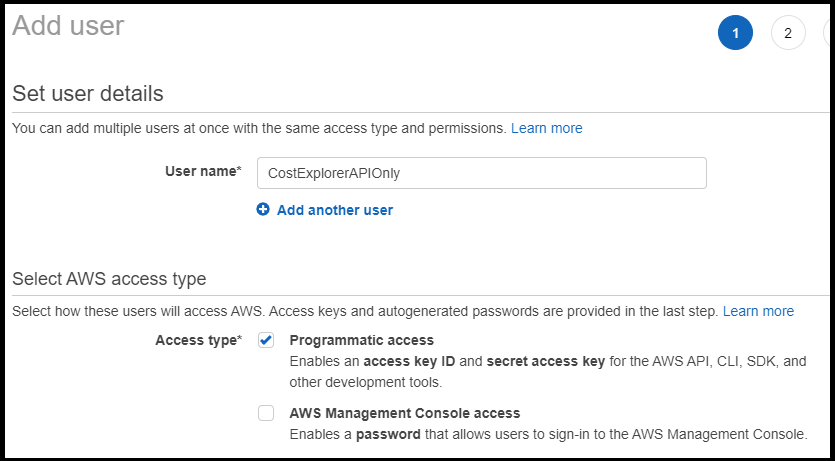 Add user
1
2
Set user details
You can add multiple users at once with the same access type and permissions. Learn more
User name*
CostExplorerAPIOnly
Add another user
Select AWS access type
Select how these users will access AWS. Access keys and autogenerated passwords are provided in the last step. Learn more
Access type*
Programmatic access
Enables an access key ID and secret access key for the AWS API, CLI, SDK, and
other development tools.
AWS Management Console access
Enables a password that allows users to sign-in to the AWS Management Console.